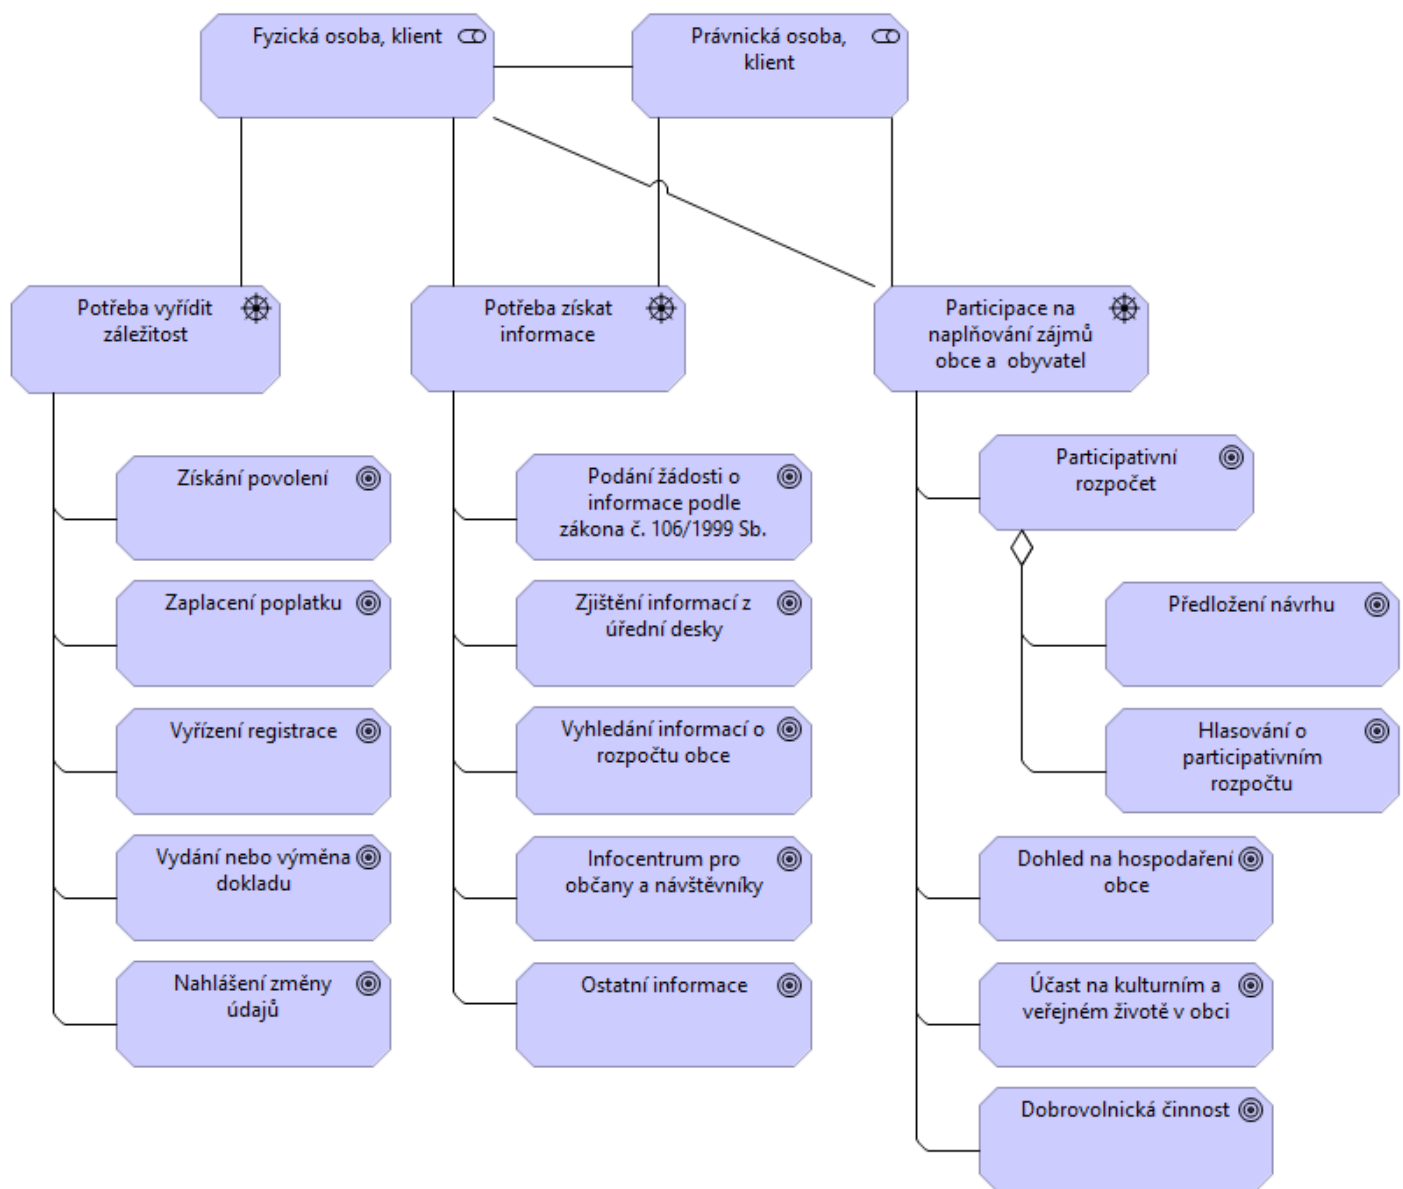 Fyzická osoba, klient
Právnická osoba,
klient
Potřeba vyřídit
záležitost
Potřeba získat
informace
Participace na
naplňování zájmů
obce a  obyvatel
Získání povolení
Zaplacení poplatku
Vyřízení registrace
Vydání nebo výměna
dokladu
Nahlášení změny
údajů
Podání žádosti o
informace podle
zákona č. 106/1999 Sb.
Zjištění informací z
úřední desky
Vyhledání informací o
rozpočtu obce
Infocentrum pro
občany a návštěvníky
Ostatní informace
Participativní
rozpočet
Předložení návrhu
Hlasování o
participativním
rozpočtu
Dohled na hospodaření
obce
Účast na kulturním a
veřejném životě v obci
Dobrovolnická činnost